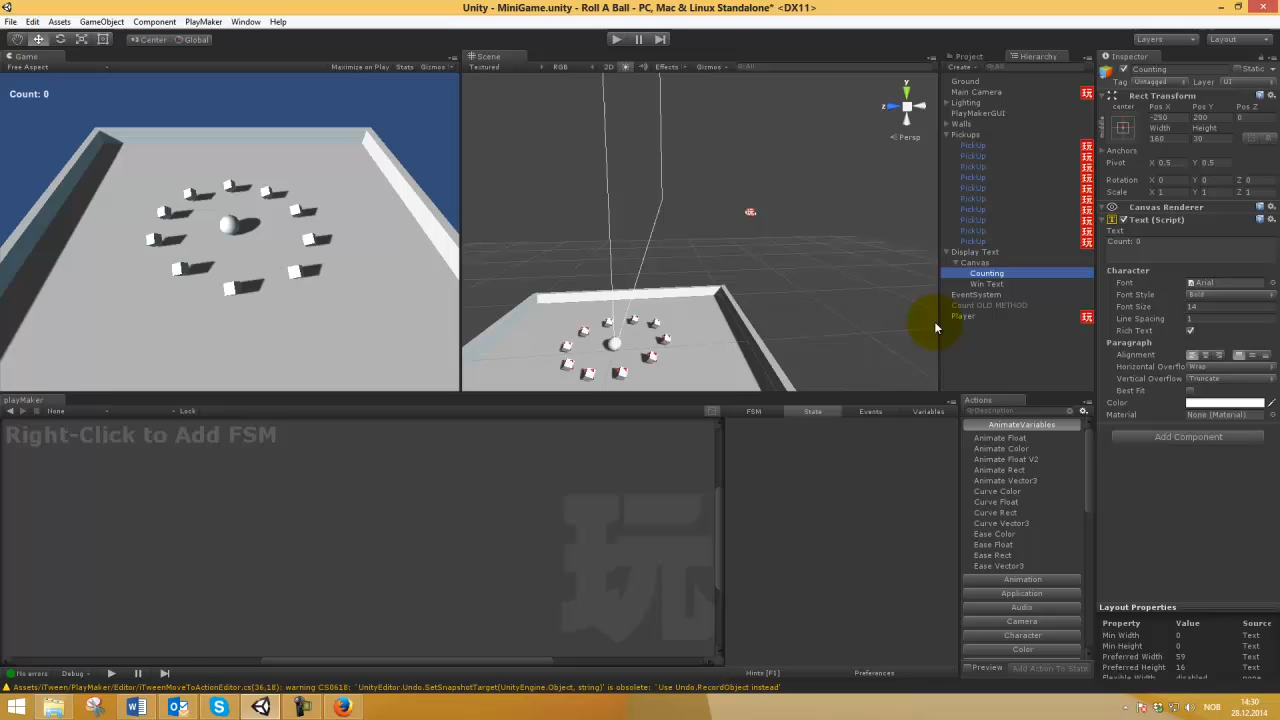 Unity - MiniGame.unity - Roll A Ball - PC, Mac & Linux Standalone* <DX11>
File Edit Assets GameObject Component PlayMaker Window Help
Center Global Layers Layout
Game
Free Aspect Maximize on Play Stats Gizmos
Count: 0
Scene
Textured RGB 2D Effects Gizmos All
y
z
Persp
Project Hierarchy
Create All
Ground
Main Camera
Lighting
PlayMakerGUI
Walls
Pickups
PickUp
PickUp
PickUp
PickUp
PickUp
PickUp
PickUp
PickUp
PickUp
PickUp
Display Text
Canvas
Counting
Win Text
EventSystem
Count OLD METHOD
Player
Inspector
Counting Static
Tag Untagged Layer UI
Rect Transform
center Pos X Pos Y Pos Z
middle -250 200 0
Width Height
160 30
Anchors
Pivot X 0.5 Y 0.5
Rotation X 0 Y 0 Z 0
Scale X 1 Y 1 Z 1
Canvas Renderer
Text (Script)
Text
Count: 0
Character
Font Arial
Font Style Bold
Font Size 14
Line Spacing 1
Rich Text
Paragraph
Alignment
Horizontal Overflo Wrap
Vertical Overflow Truncate
Best Fit
Color
Material None (Material)
Add Component
Layout Properties
Property Value Source
Min Width 0 Text
Min Height 0 Text
Preferred Width 59 Text
Preferred Height 16 Text
Flexible Width disabled
playMaker
None Lock
FSM State Events Variables
Right-Click to Add FSM
玩
Actions
Description
AnimateVariables
Animate Float
Animate Color
Animate Float V2
Animate Rect
Animate Vector3
Curve Color
Curve Float
Curve Rect
Curve Vector3
Ease Color
Ease Float
Ease Rect
Ease Vector3
Animation
Application
Audio
Camera
Character
Color
Preview Add Action To State
No errors Debug Hints [F1] Preferences
Assets/iTween/PlayMaker/Editor/iTweenMoveToActionEditor.cs(36,18): warning CS0618: `UnityEditor.Undo.SetSnapshotTarget(UnityEngine.Object, string)' is obsolete: `Use Undo.RecordObject instead'
NOB
14:30
28.12.2014